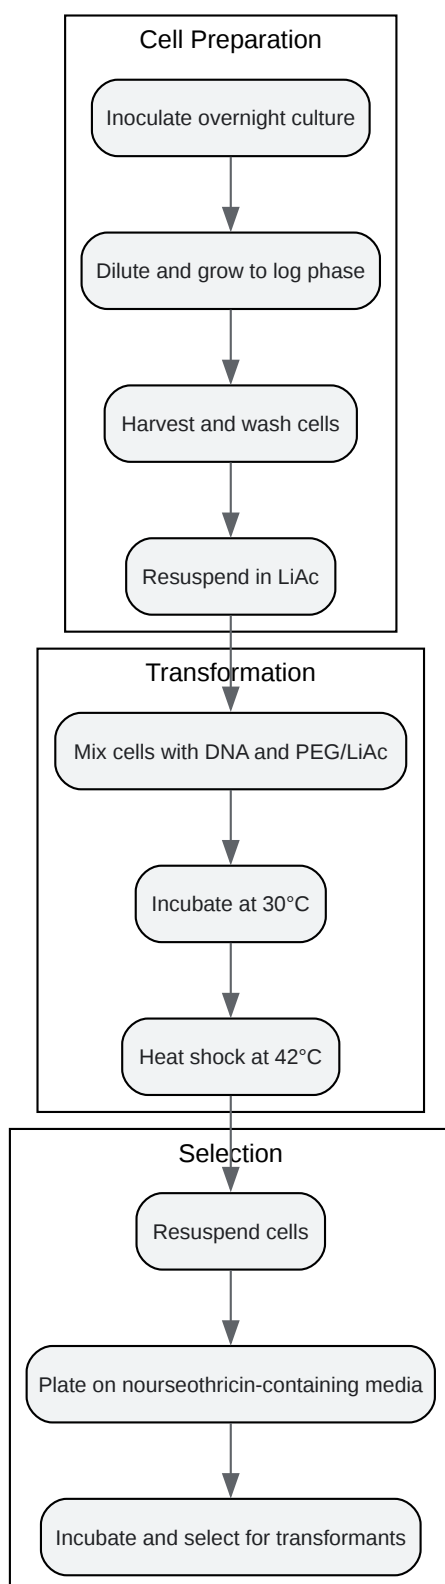 Cell Preparation
Inoculate overnight culture
Dilute and grow to log phase
Harvest and wash cells
Resuspend in LiAc
Transformation
Mix cells with DNA and PEG/LiAc
Incubate at 30°C
Heat shock at 42°C
Selection
Resuspend cells
Plate on nourseothricin-containing media
Incubate and select for transformants